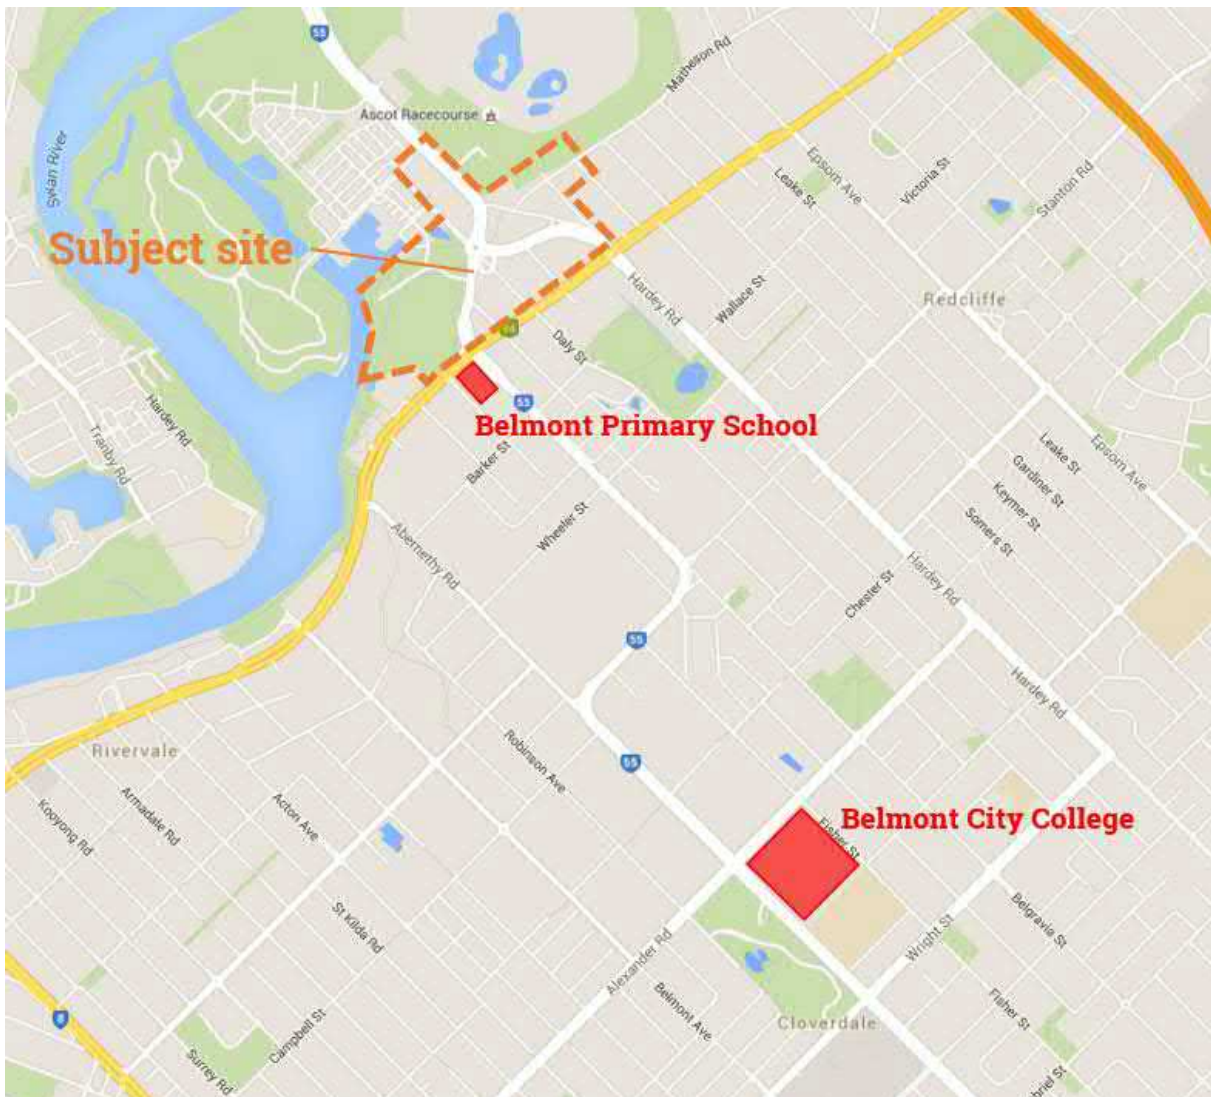 55
Matheson Rd
Ascot Racecourse
Swan River
Epsom Ave
Leake St
Victoria St
Stanton Rd
Subject site
Hardey Rd
Wallace St
Redcliffe
Daly St
55
Belmont Primary School
Hardey Rd
Tranby Rd
Barker St
Wheeler St
Abernethy Rd
Leake St
Gardiner St
Keymer St
Somers St
Epsom Ave
Hardey Rd
Chester St
55
Hardey Rd
Rivervale
Robinson Ave
55
Kooyong Rd
Armadale Rd
Acton Ave
Belmont City College
Fisher St
St Kilda Rd
Alexander Rd
Wright St
Belgravia St
Belmont Ave
Cloverdale
Fisher St
8
Surrey Rd
Campbell St
briel St